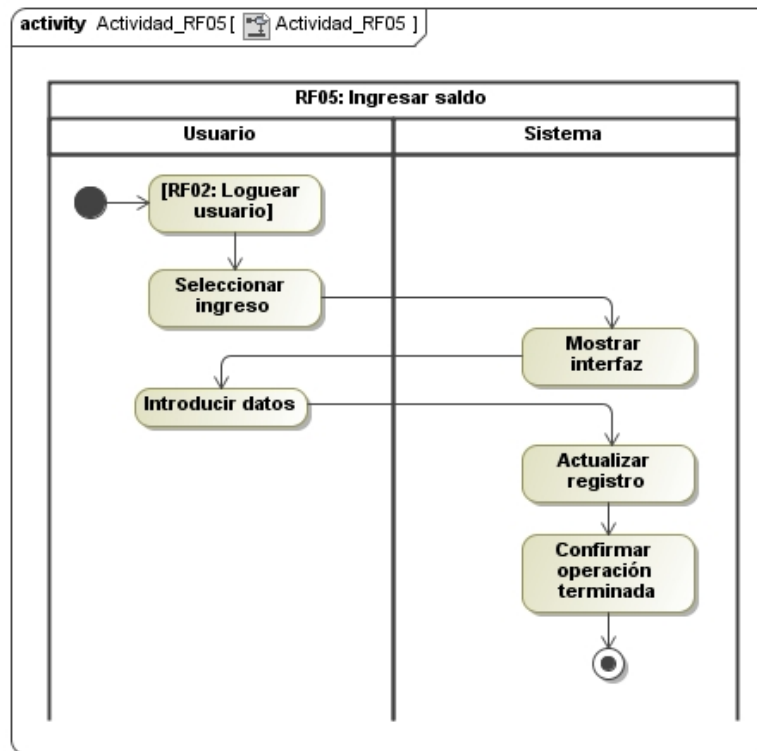 activity Actividad_RF05[ Actividad_RF05 ]
RF05: Ingresar saldo
Usuario
Sistema
[RF02: Loguear
usuario]
Seleccionar
ingreso
Mostrar
interfaz
Introducir datos
Actualizar
registro
Confirmar
operación
terminada